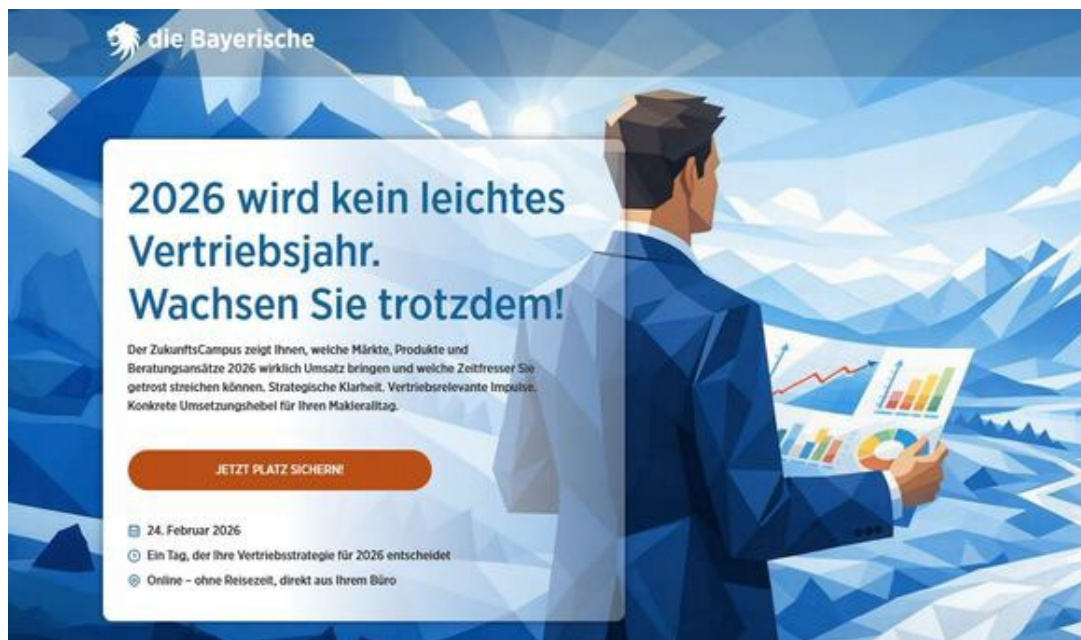 die Bayerische
2026 wird kein leichtes
Vertriebsjahr.
Wachsen Sie trotzdem!
Der ZukunftsCampus zeigt Ihnen, welche Märkte, Produkte und
Beratungsansätze 2026 wirklich Umsatz bringen und welche Zeitfresser Sie
getrost streichen können. Strategische Klarheit. Vertriebsrelevante Impulse.
Konkrete Umsetzungshebel für Ihren Makleralltag.
JETZT PLATZ SICHERN!
24. Februar 2026
Ein Tag, der Ihre Vertriebsstrategie für 2026 entscheidet
Online – ohne Reisezeit, direkt aus Ihrem Büro